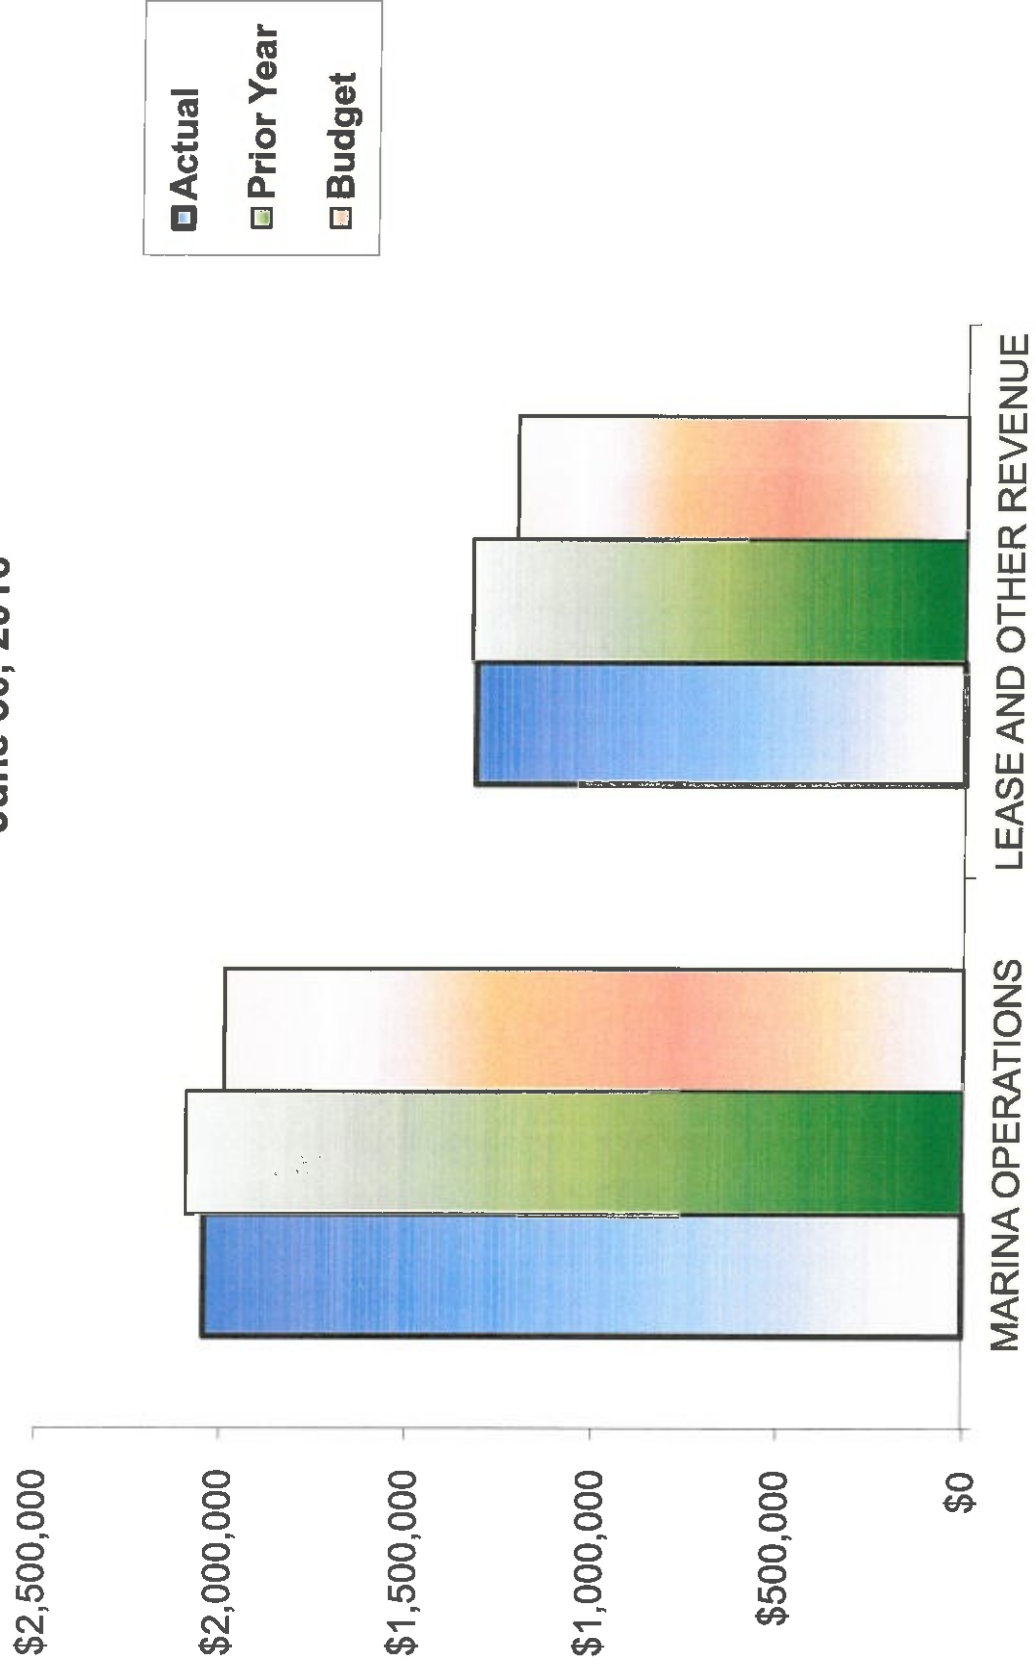 Actual
Prior Year
Budget
$2,500,000
$2,000,000
$1,500,000
$1,000,000
$500,000
$0
MARINA OPERATIONS
LEASE AND OTHER REVENUE